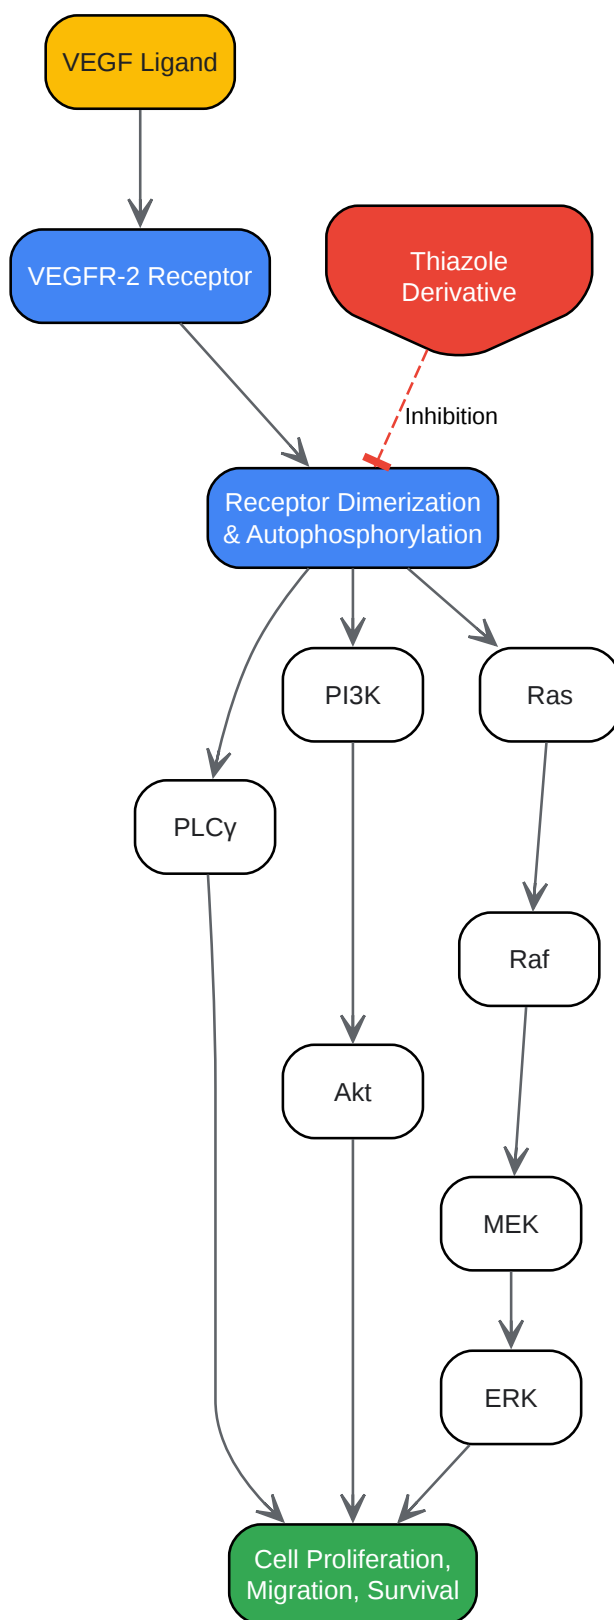 VEGF Ligand
VEGFR-2 Receptor
Thiazole
Derivative
Inhibition
Receptor Dimerization
& Autophosphorylation
PI3K
Ras
PLCγ
Raf
Akt
MEK
ERK
Cell Proliferation,
Migration, Survival